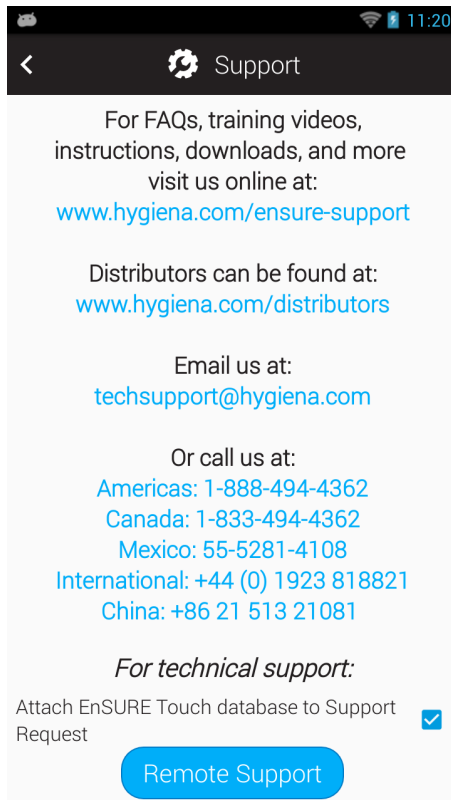 11:20
Support
For FAQs, training videos,
instructions, downloads, and more
visit us online at:
www.hygiena.com/ensure-support
Distributors can be found at:
www.hygiena.com/distributors
Email us at:
techsupport@hygiena.com
Or call us at:
Americas: 1-888-494-4362
Canada: 1-833-494-4362
Mexico: 55-5281-4108
International: +44 (0) 1923 818821
China: +86 21 513 21081
For technical support:
Attach EnSURE Touch database to Support
Request
Remote Support